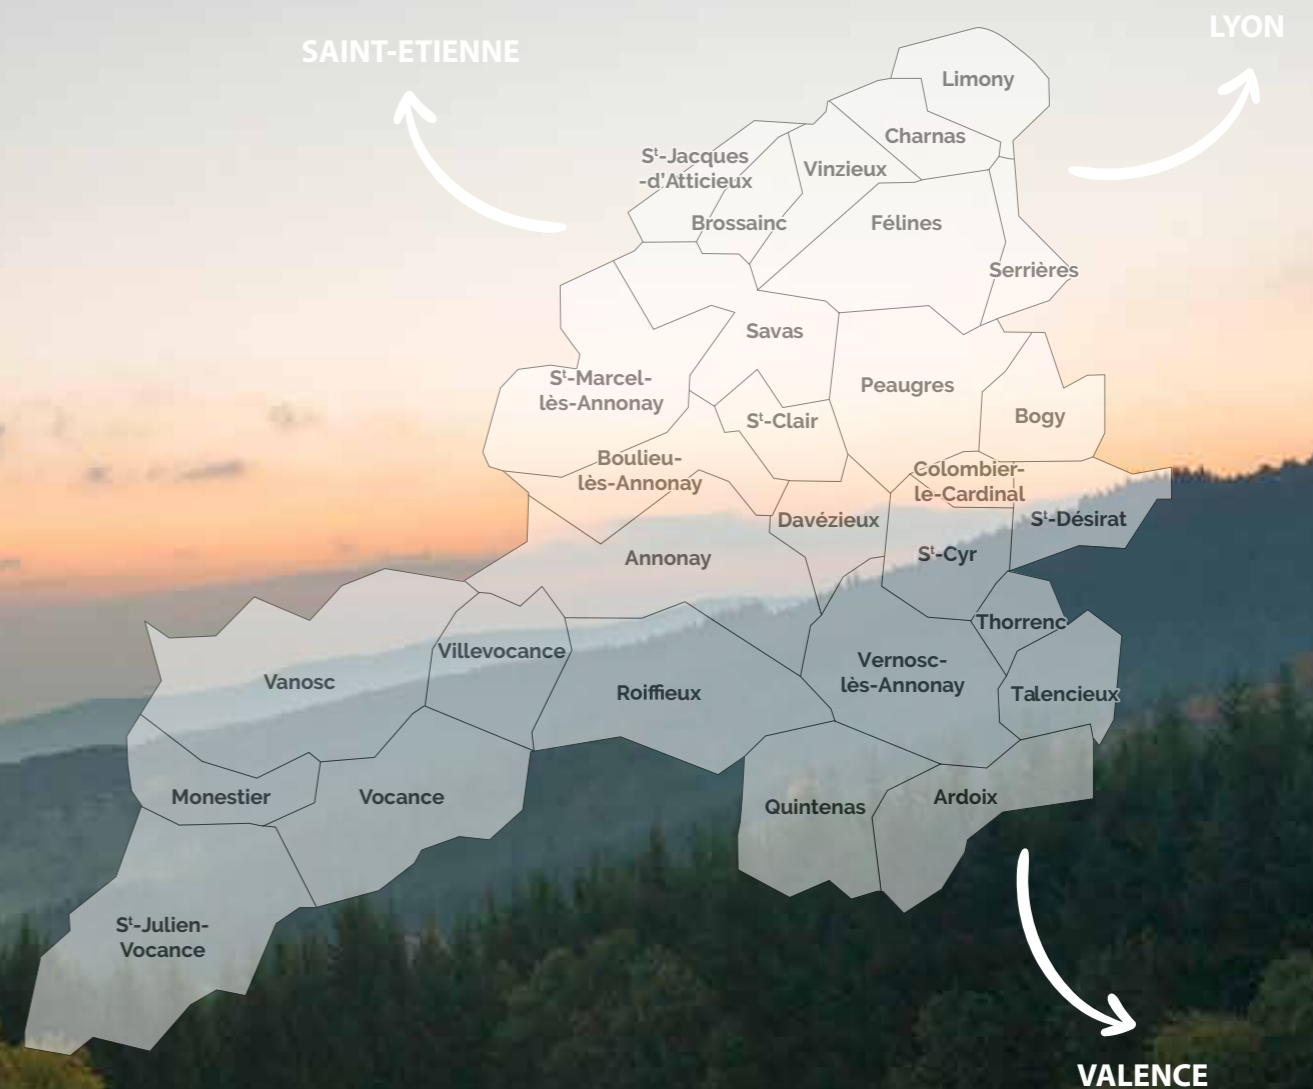 LYON
SAINT-ETIENNE
Limony
Charnas
Sᵗ-Jacques
-d'Atticieux
Vinzieux
Brossainc
Félines
Serrières
Savas
Sᵗ-Marcel-
lès-Annonay
Peaugres
Sᵗ-Clair
Bogy
Boulieu-
lès-Annonay
Colombier-
le-Cardinal
Davézieux
Sᵗ-Désirat
Annonay
Sᵗ-Cyr
Thorrenc
Villevocance
Vanosc
Roiffieux
Vernosc-
lès-Annonay
Talencieux
Monestier
Vocance
Quintenas
Ardoix
Sᵗ-Julien-
Vocance
VALENCE